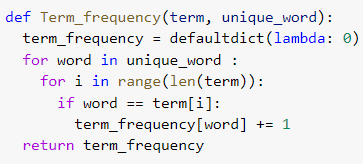 def Term_frequency(term, unique_word):
  term_frequency = defaultdict(lambda: 0)
  for word in unique_word :
    for i in range(len(term)):
      if word == term[i]:
        term_frequency[word] += 1
  return term_frequency